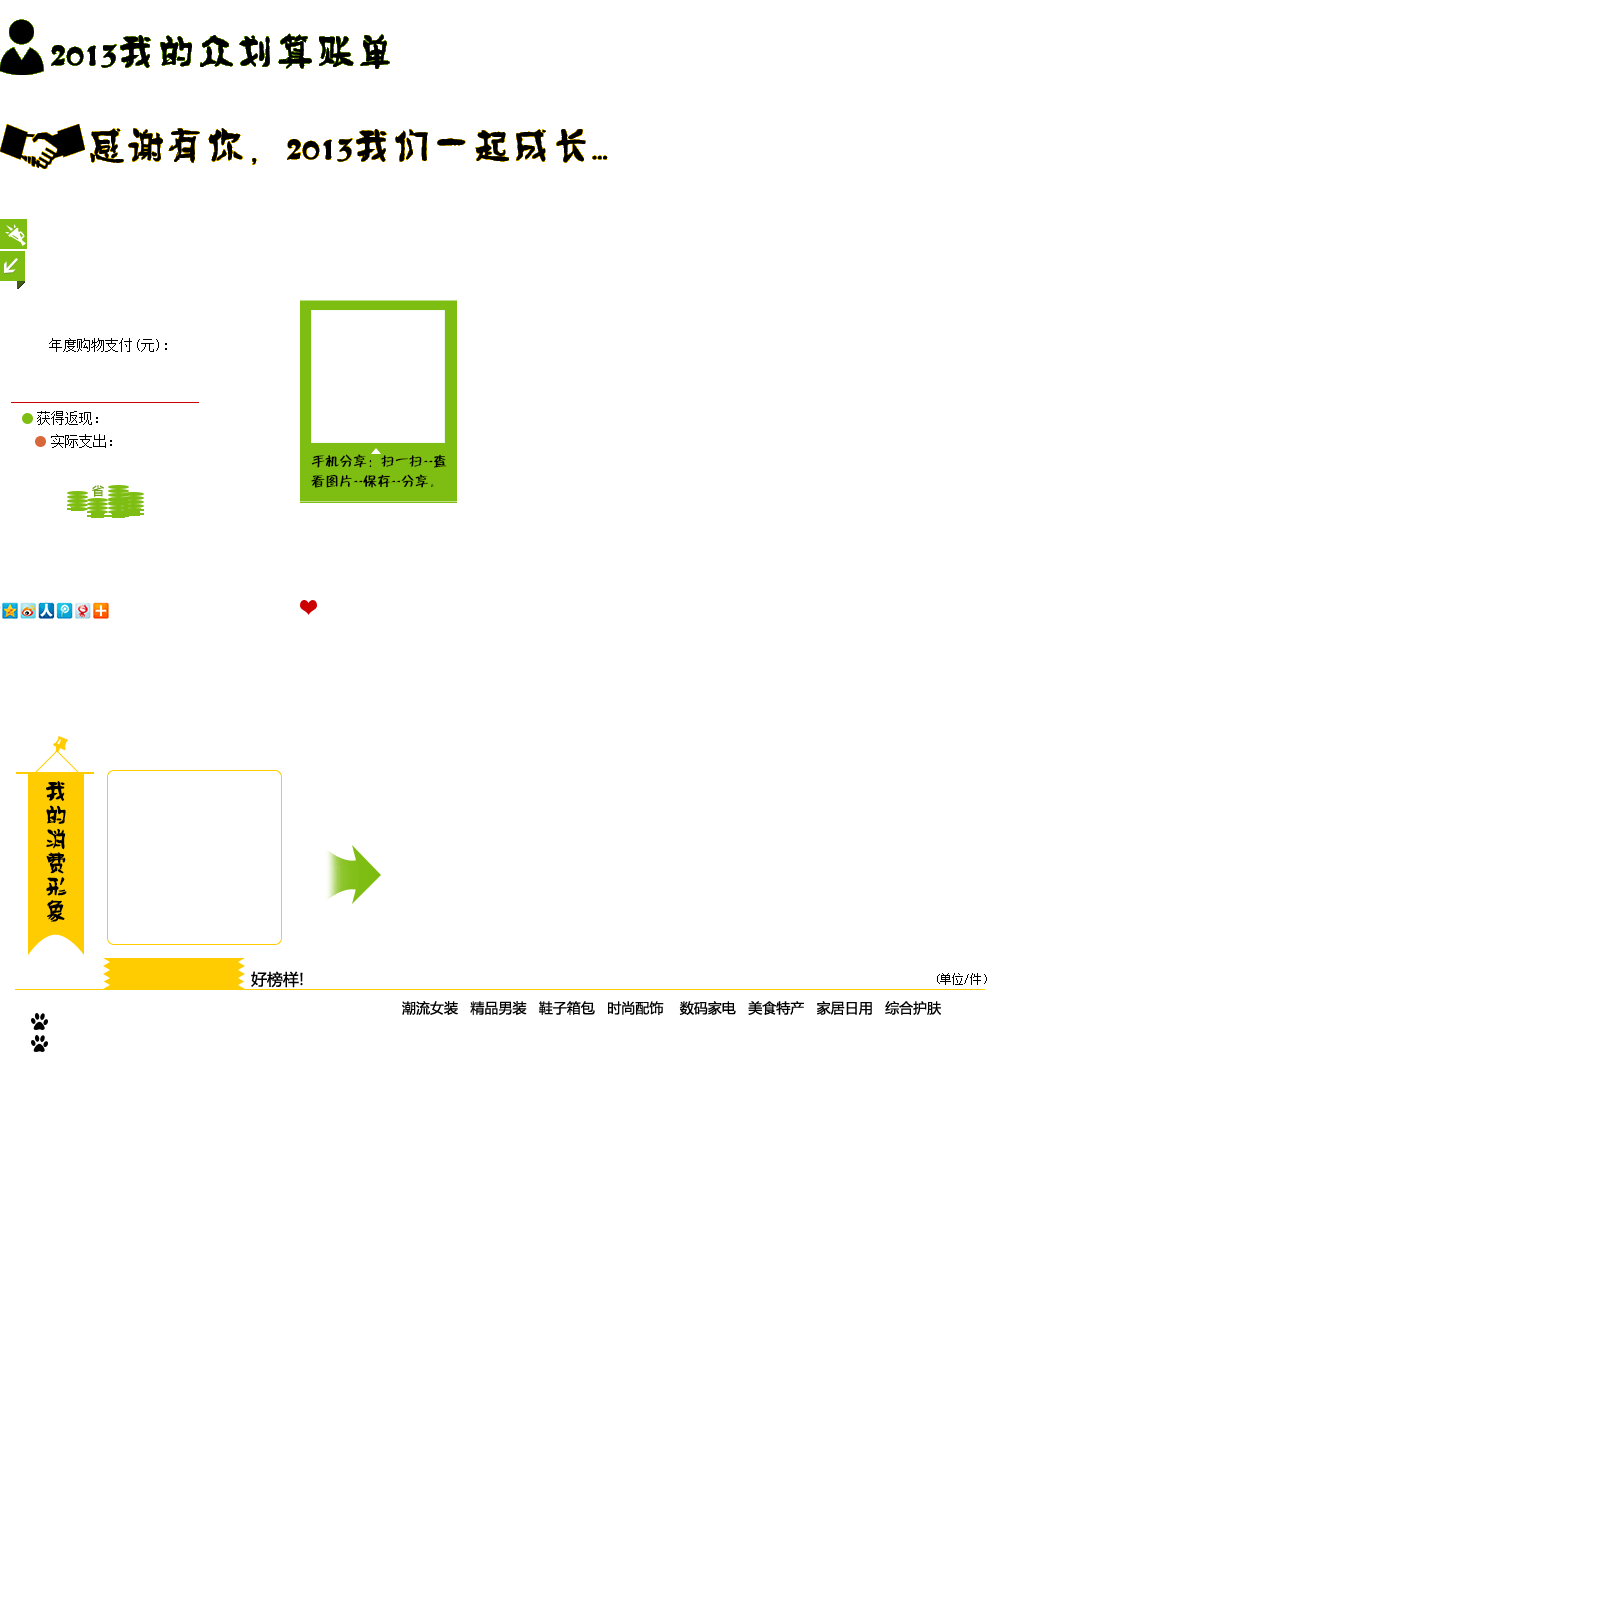 2013我的众划算账单
感谢有你，2013我们一起成长...
年度购物支付(元)：
获得返现：
实际支出：
省
手机分享：扫一扫--查
看图片--保存--分享。
我的消费形象
好榜样!
(单位/件)
潮流女装 精品男装 鞋子箱包 时尚配饰 数码家电 美食特产 家居日用 综合护肤